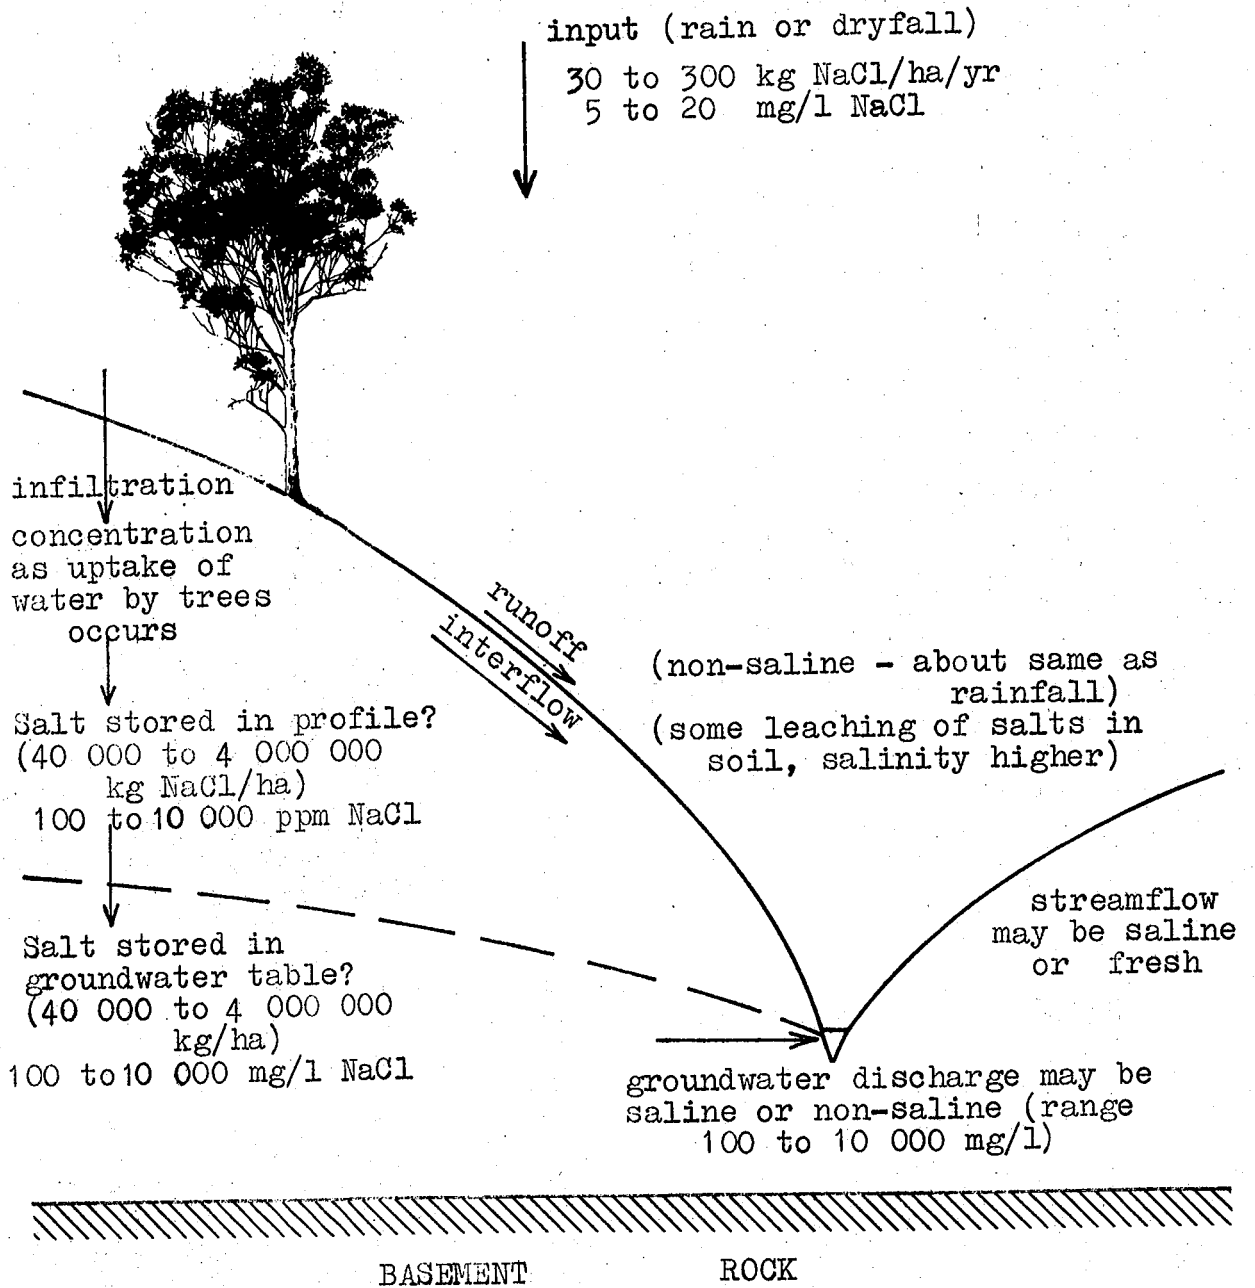 input (rain or dryfall)
30 to 300 kg NaCl/ha/yr
5 to 20 mg/l NaCl
infiltration
concentration
as uptake of
water by trees
occurs
runoff
interflow
(non-saline - about same as
rainfall)
(some leaching of salts in
soil, salinity higher)
Salt stored in profile?
(40 000 to 4 000 000
kg NaCl/ha)
100 to 10 000 ppm NaCl
streamflow
may be saline
or fresh
Salt stored in
groundwater table?
(40 000 to 4 000 000
kg/ha)
100 to 10 000 mg/l NaCl
groundwater discharge may be
saline or non-saline (range
100 to 10 000 mg/l)
BASEMENT ROCK